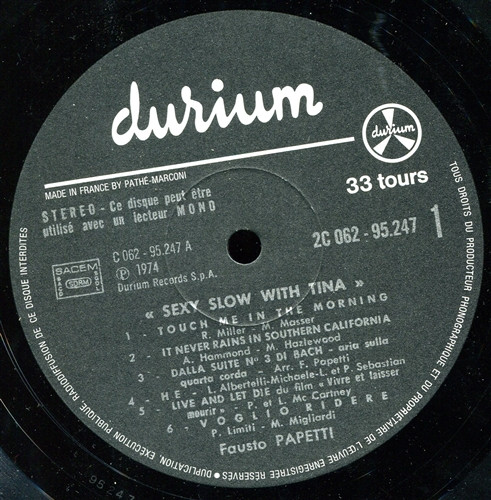 durium
durium
MADE IN FRANCE BY PATHÉ-MARCONI
33 tours
STEREO - Ce disque peut être
utilisé avec un lecteur MONO
C 062 - 95.247 A
℗ 1974
Durium Records S.p.A.
2C 062 - 95.247 1
SACEM
SACD SDRM SGDL
« SEXY SLOW WITH TINA »
1 - TOUCH ME IN THE MORNING
R. Miller - M. Masser
2 - IT NEVER RAINS IN SOUTHERN CALIFORNIA
A. Hammond - M. Hazlewood
3 - DALLA SUITE N° 3 DI BACH - aria sulla
quarta corda - Arr. F. Papetti
4 - HE - L. Albertelli-Michaele-L. et P. Sebastian
5 - LIVE AND LET DIE du film « Vivre et laisser
mourir » - P. et L. Mc Cartney
6 - VOGLIO RIDERE
P. Limiti - M. Migliardi
Fausto PAPETTI
TOUS DROITS DU PRODUCTEUR PHONOGRAPHIQUE ET DU PROPRIETAIRE DE L'ŒUVRE ENREGISTREE RESERVES • DUPLICATION, EXECUTION PUBLIQUE, RADIODIFFUSION DE CE DISQUE INTERDITES
95 247